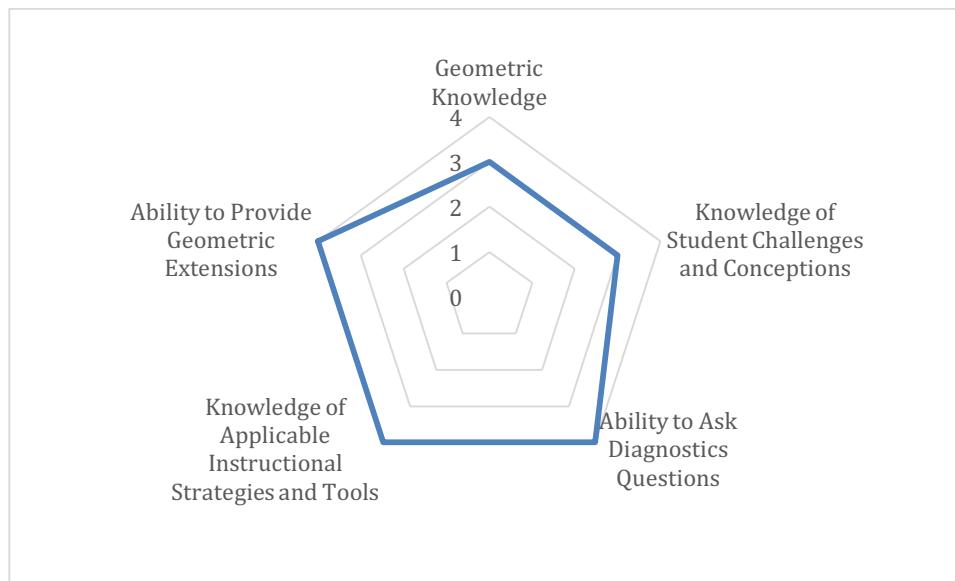 Geometric
Knowledge
4
3
2
1
0
Knowledge of
Student Challenges
and Conceptions
Ability to Ask
Diagnostics
Questions
Knowledge of
Applicable
Instructional
Strategies and Tools
Ability to Provide
Geometric
Extensions